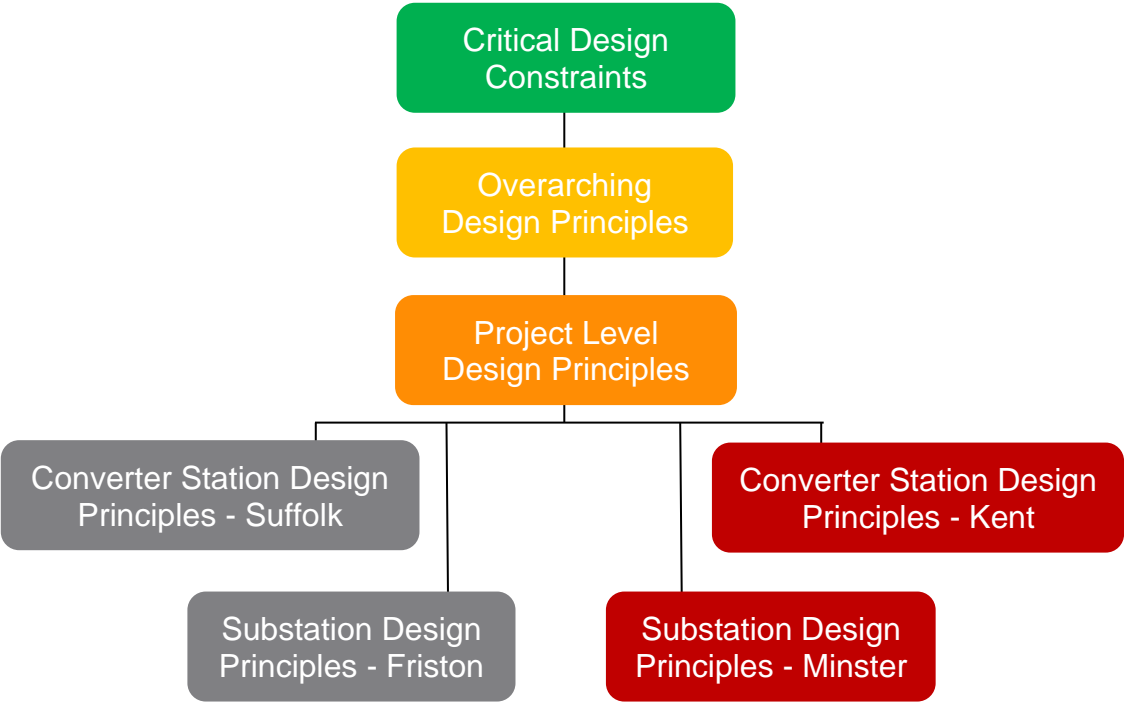 Critical Design
Constraints
Overarching
Design Principles
Project Level
Design Principles
Converter Station Design
Principles - Suffolk
Converter Station Design
Principles - Kent
Substation Design
Principles - Friston
Substation Design
Principles - Minster